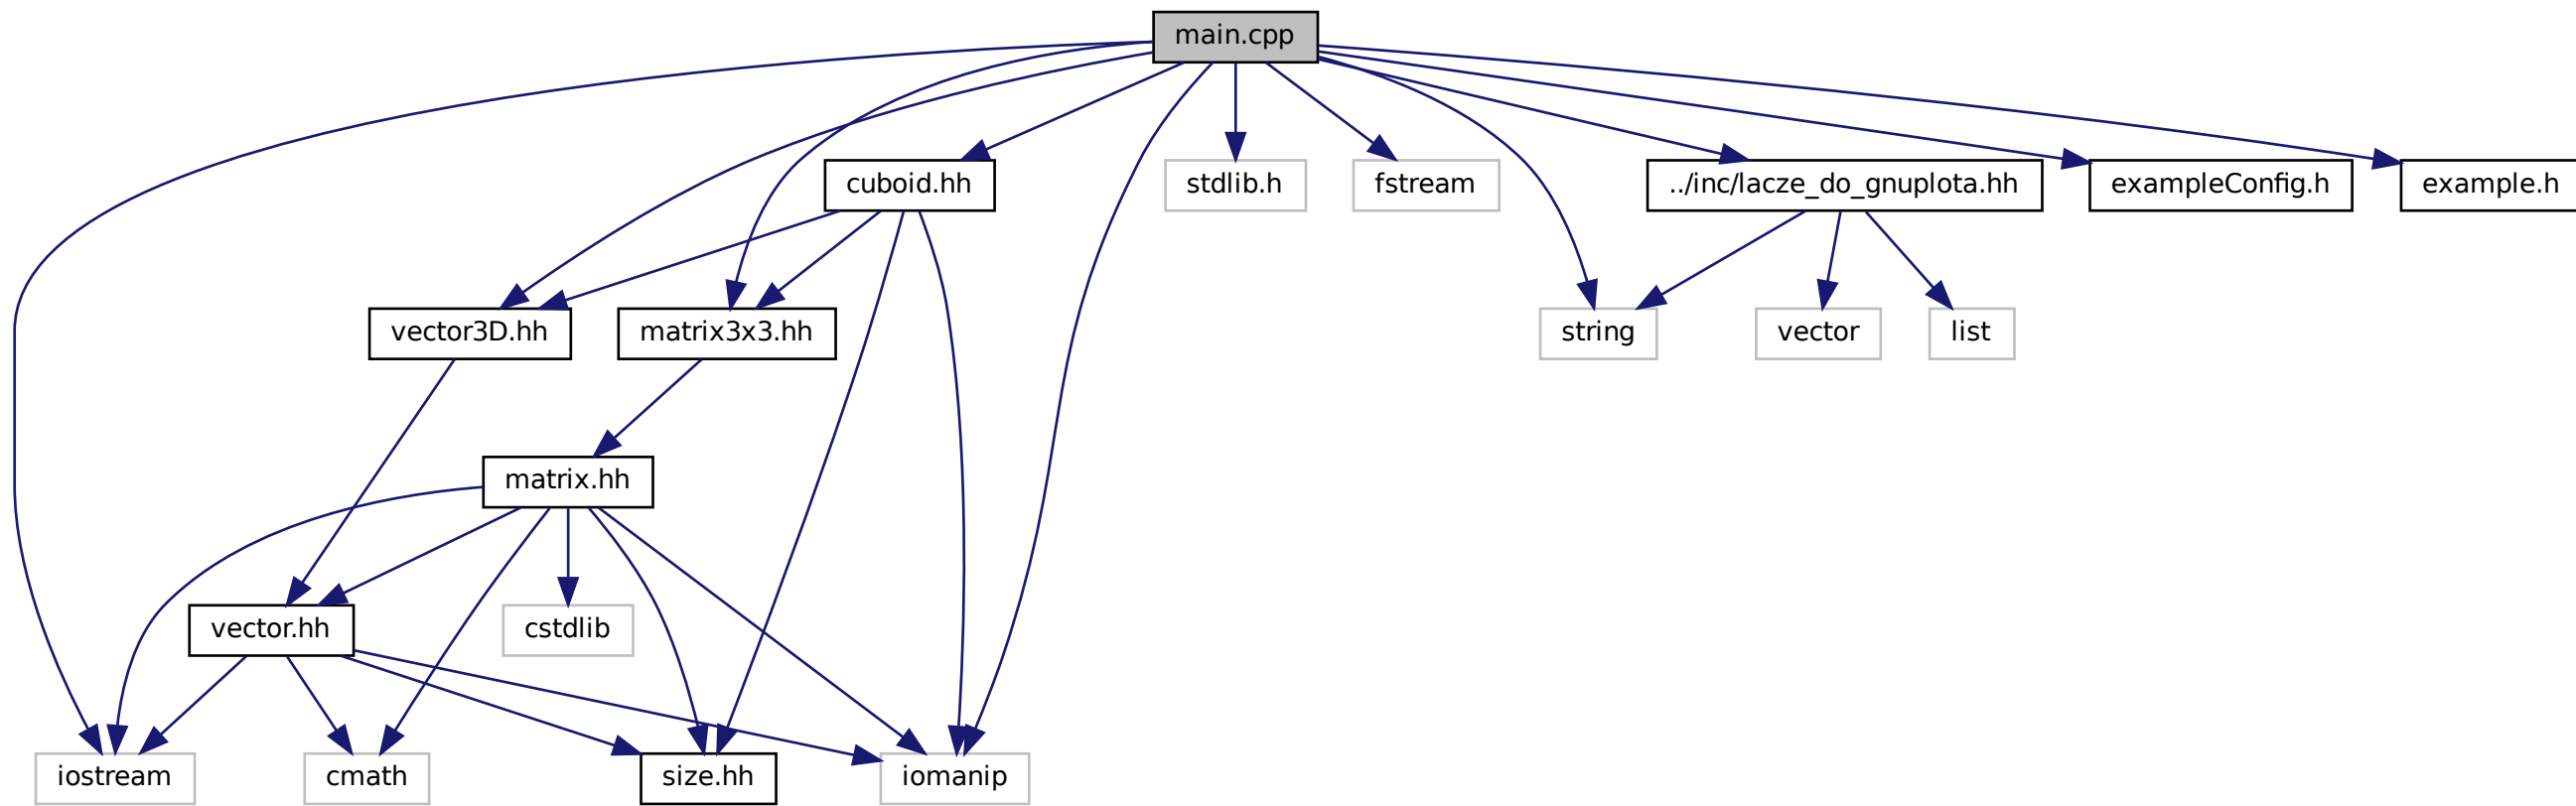 main.cpp
cuboid.hh
stdlib.h
fstream
../inc/lacze_do_gnuplota.hh
exampleConfig.h
example.h
vector3D.hh
matrix3x3.hh
string
vector
list
matrix.hh
vector.hh
cstdlib
iostream
cmath
size.hh
iomanip